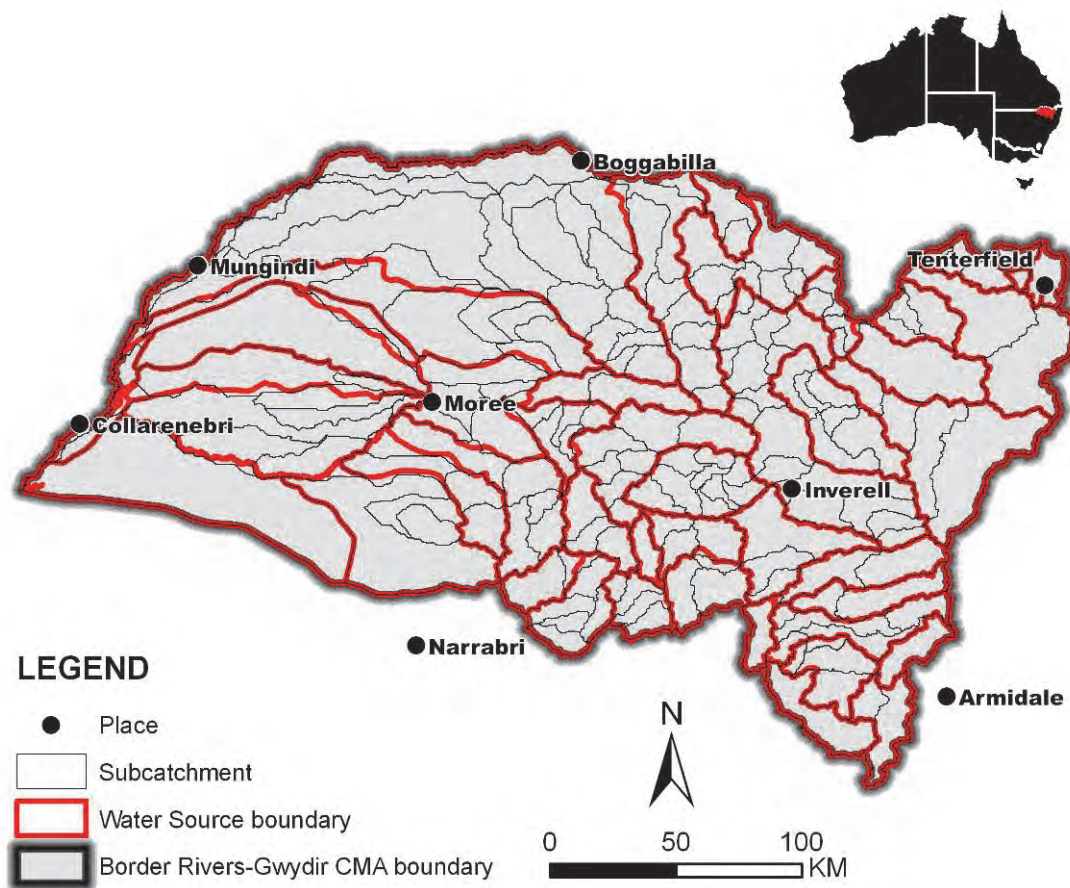 Boggabilla
Tenterfield
Mungindi
Moree
Collarenebri
Inverell
Narrabri
Armidale
LEGEND
Place
Subcatchment
Water Source boundary
Border Rivers-Gwydir CMA boundary
N
0 50 100
KM